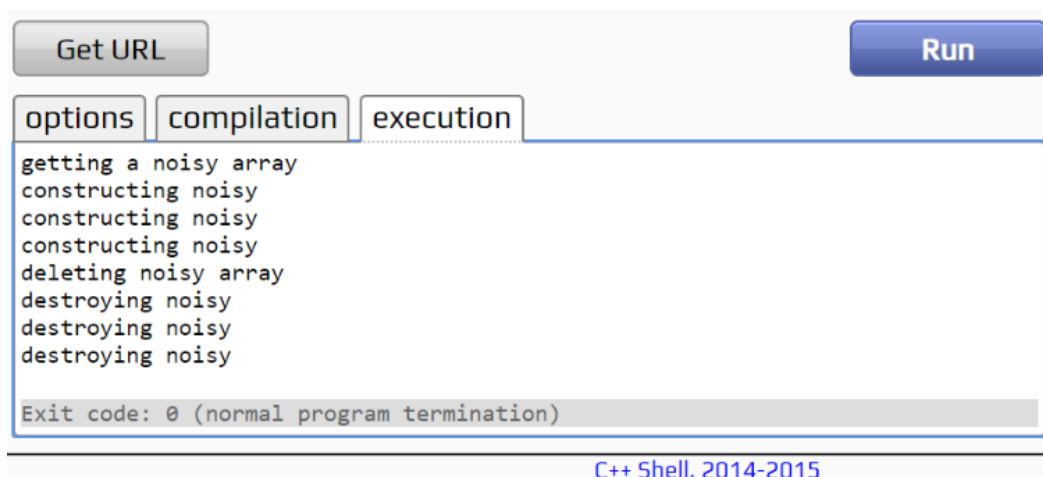 Get URL
Run
options compilation execution
getting a noisy array
constructing noisy
constructing noisy
constructing noisy
deleting noisy array
destroying noisy
destroying noisy
destroying noisy
Exit code: 0 (normal program termination)
C++ Shell, 2014-2015